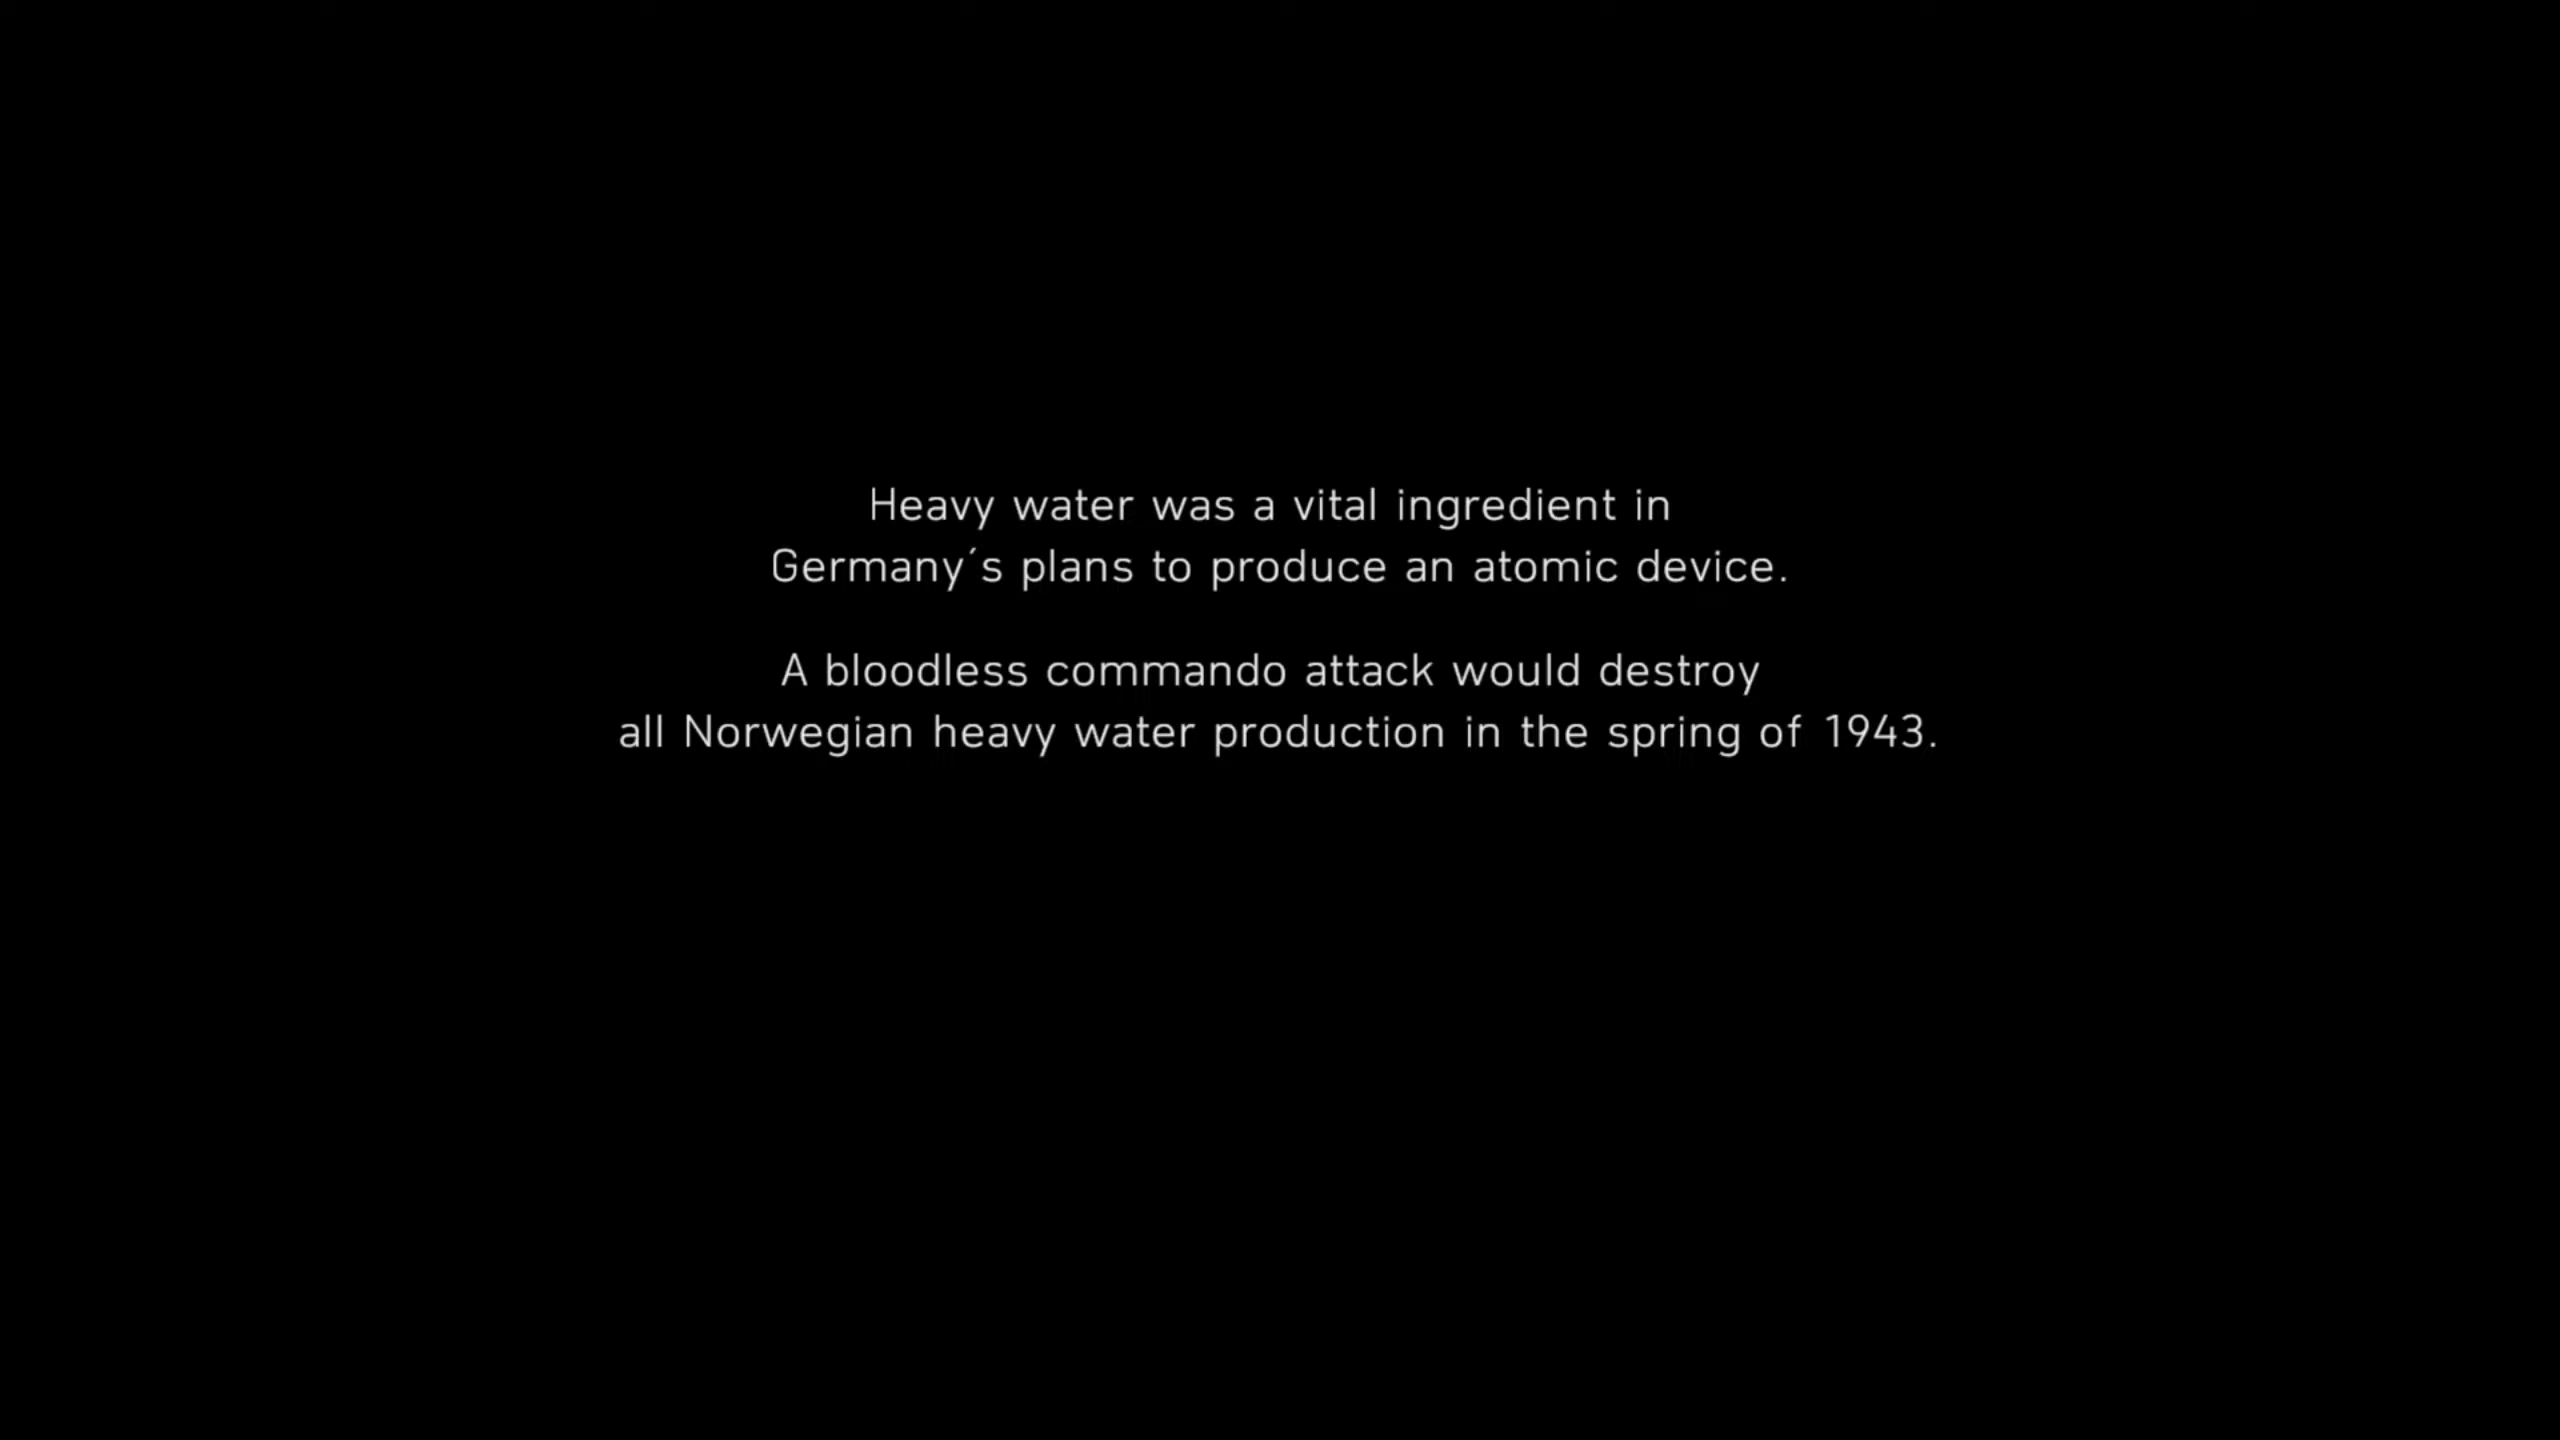 Heavy water was a vital ingredient in
Germany´s plans to produce an atomic device.
A bloodless commando attack would destroy
all Norwegian heavy water production in the spring of 1943.